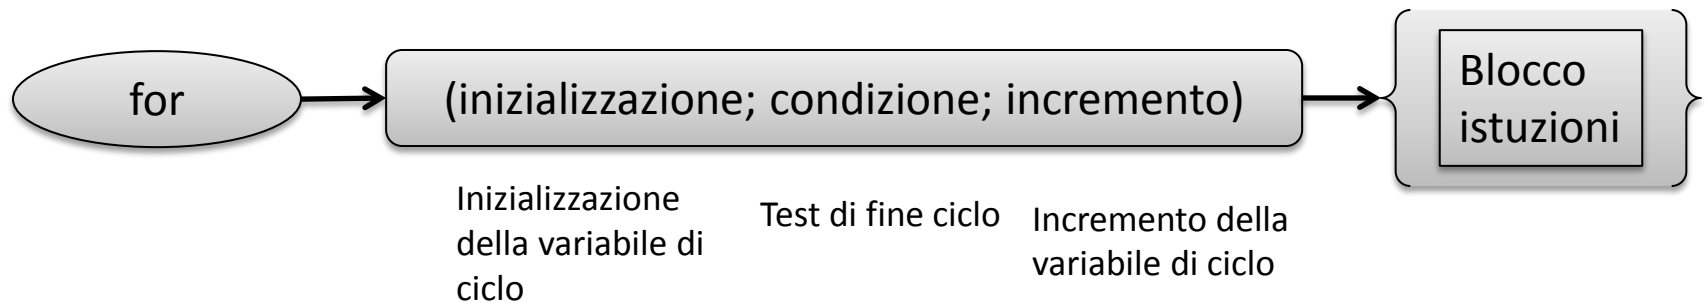 for
(inizializzazione; condizione; incremento)
Blocco
istuzioni
Inizializzazione
della variabile di
ciclo
Test di fine ciclo
Incremento della
variabile di ciclo